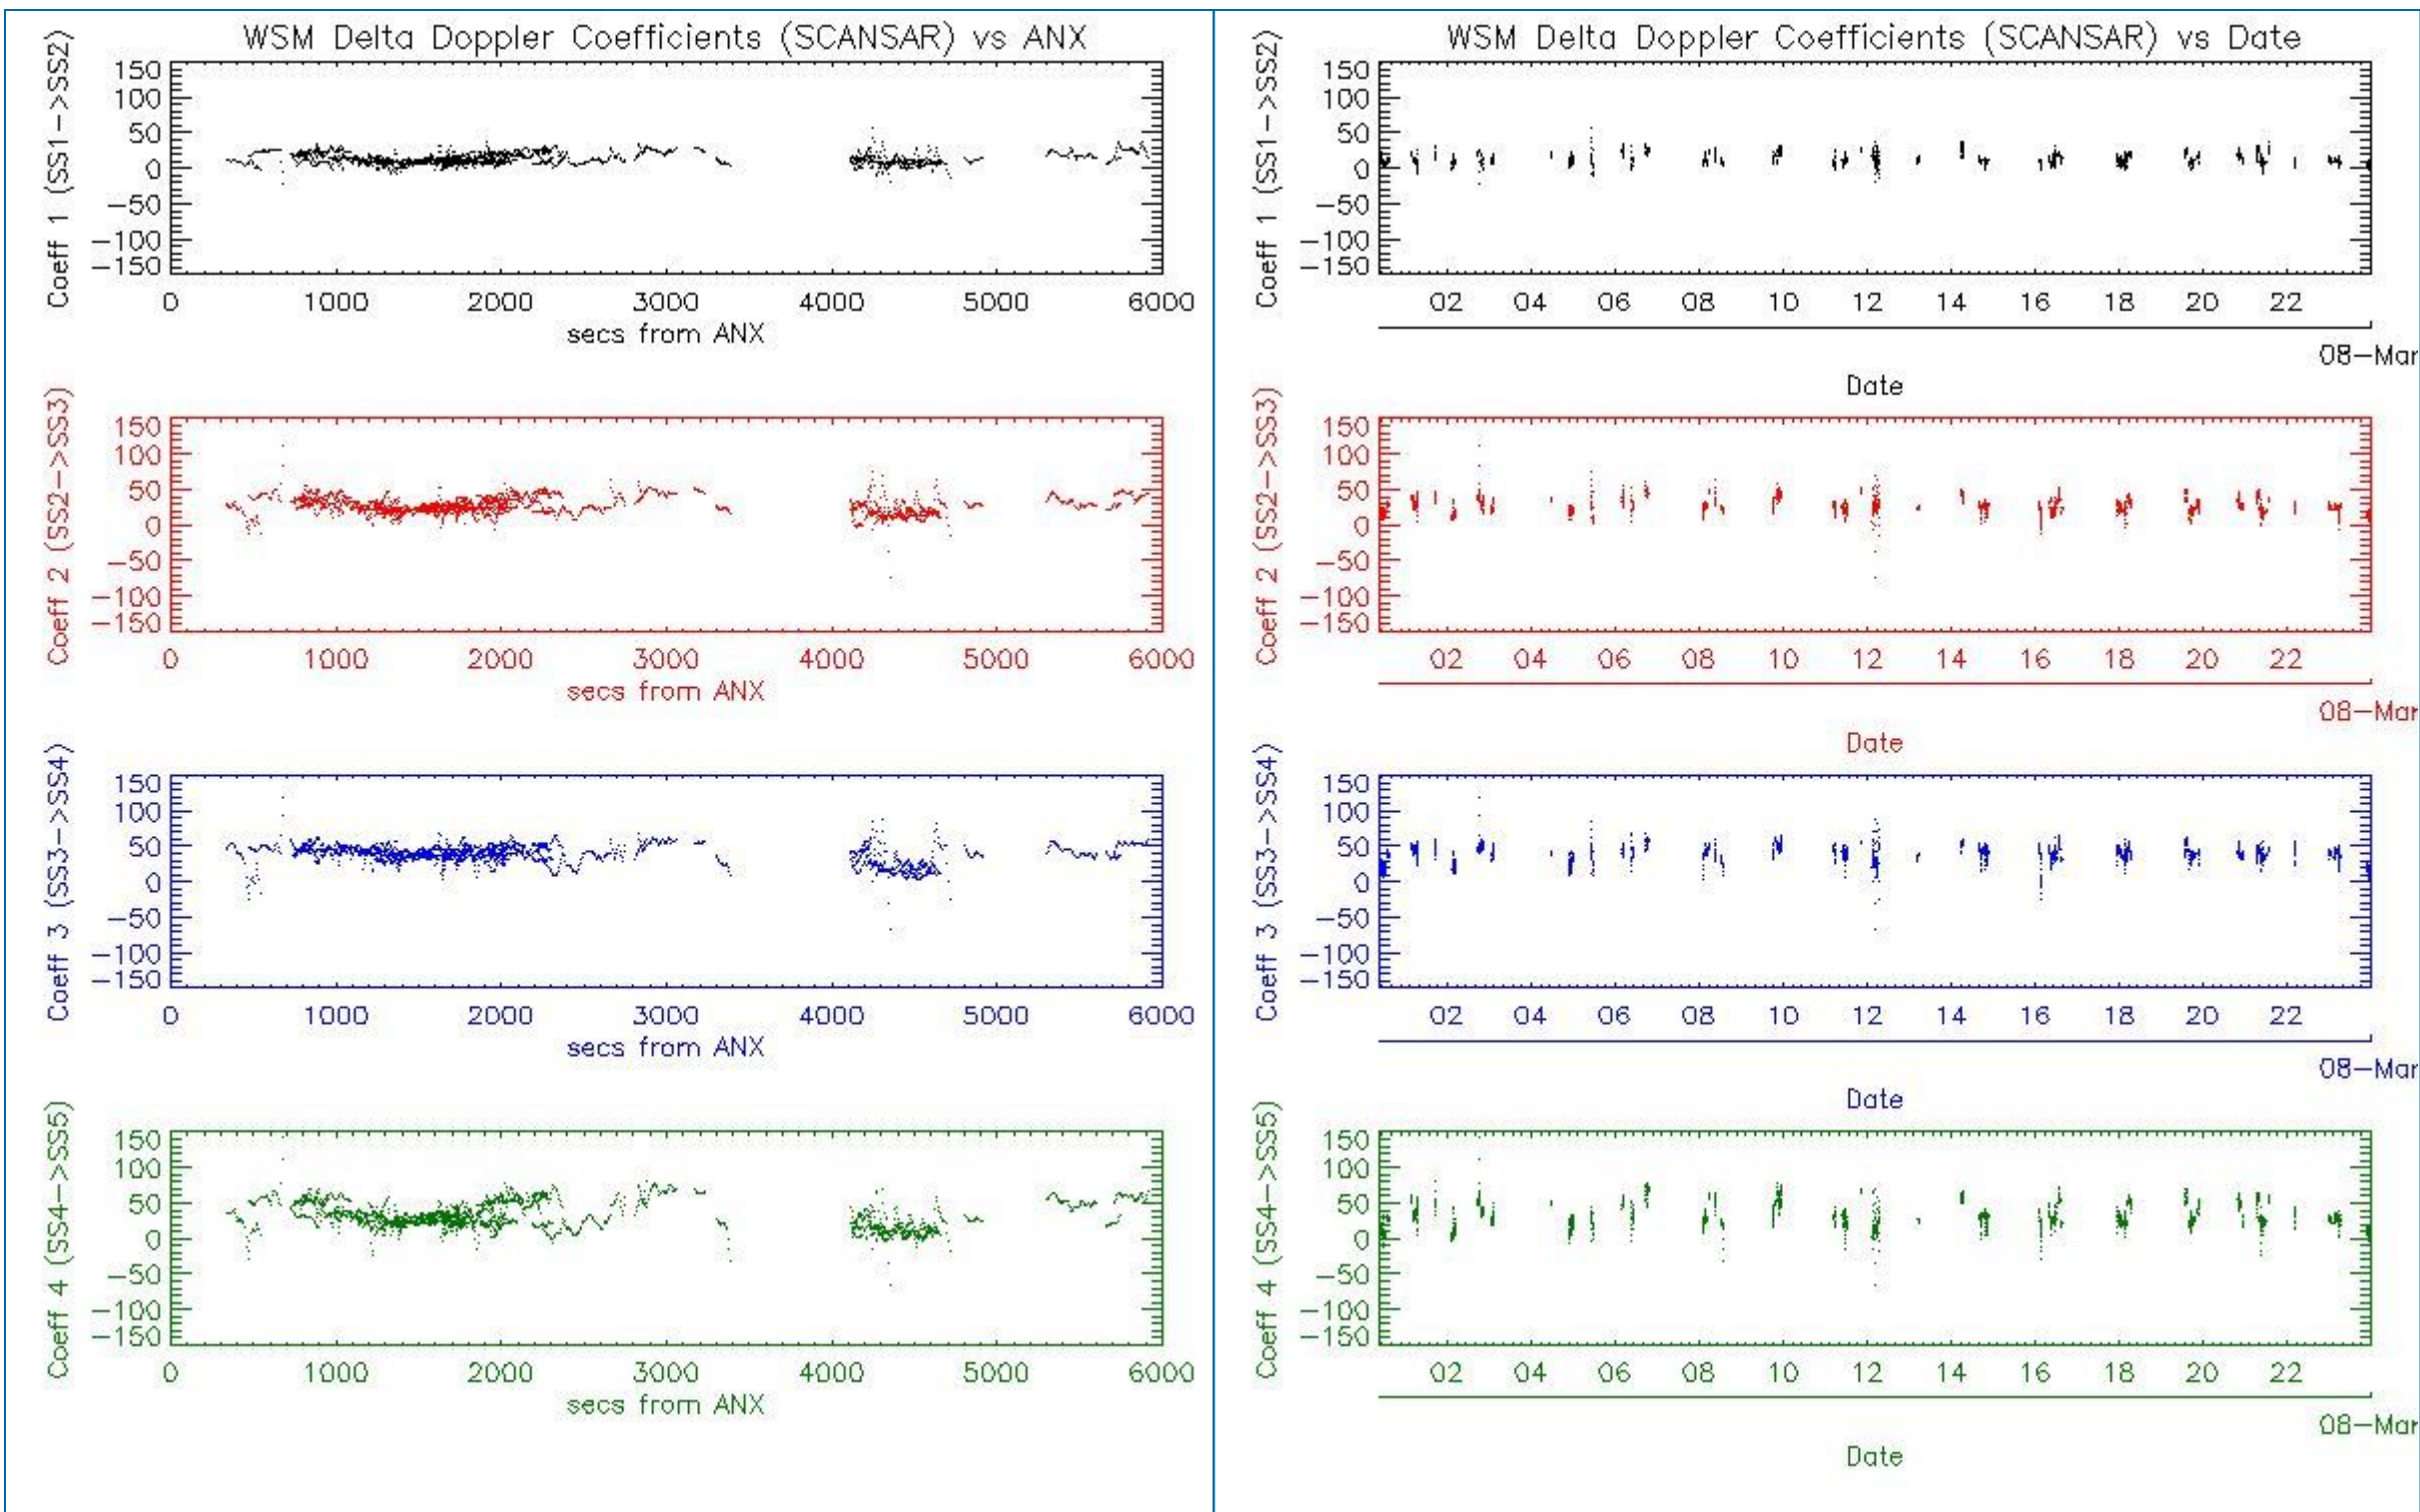 WSM Delta Doppler Coefficients (SCANSAR) vs ANX
Coeff 1 (SS1->SS2)
150
100
50
0
-50
-100
-150
0 1000 2000 3000 4000 5000 6000
secs from ANX
Coeff 2 (SS2->SS3)
150
100
50
0
-50
-100
-150
0 1000 2000 3000 4000 5000 6000
secs from ANX
Coeff 3 (SS3->SS4)
150
100
50
0
-50
-100
-150
0 1000 2000 3000 4000 5000 6000
secs from ANX
Coeff 4 (SS4->SS5)
150
100
50
0
-50
-100
-150
0 1000 2000 3000 4000 5000 6000
secs from ANX
WSM Delta Doppler Coefficients (SCANSAR) vs Date
Coeff 1 (SS1->SS2)
150
100
50
0
-50
-100
-150
02 04 06 08 10 12 14 16 18 20 22
08-Mar
Date
Coeff 2 (SS2->SS3)
150
100
50
0
-50
-100
-150
02 04 06 08 10 12 14 16 18 20 22
08-Mar
Date
Coeff 3 (SS3->SS4)
150
100
50
0
-50
-100
-150
02 04 06 08 10 12 14 16 18 20 22
08-Mar
Date
Coeff 4 (SS4->SS5)
150
100
50
0
-50
-100
-150
02 04 06 08 10 12 14 16 18 20 22
08-Mar
Date